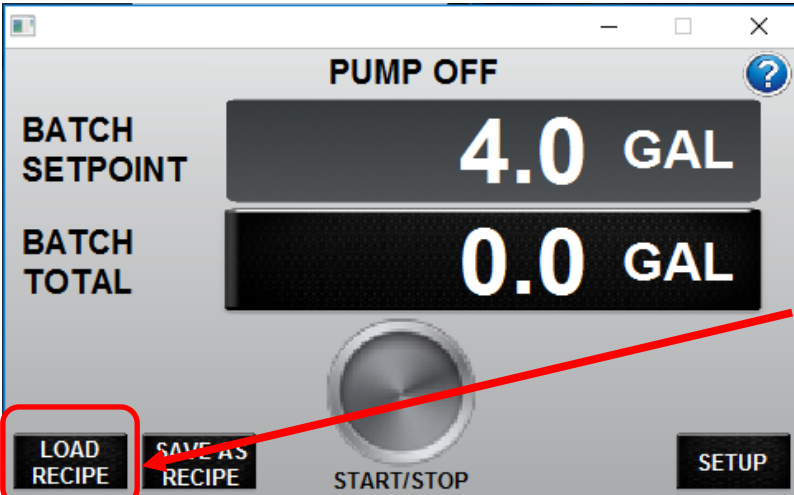 PUMP OFF
?
BATCH
SETPOINT
4.0 GAL
BATCH
TOTAL
0.0 GAL
LOAD
RECIPE
SAVE AS
RECIPE
START/STOP
SETUP